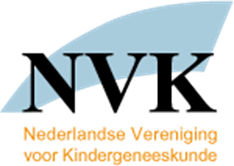 NVK
Nederlandse Vereniging
voor Kindergeneeskunde